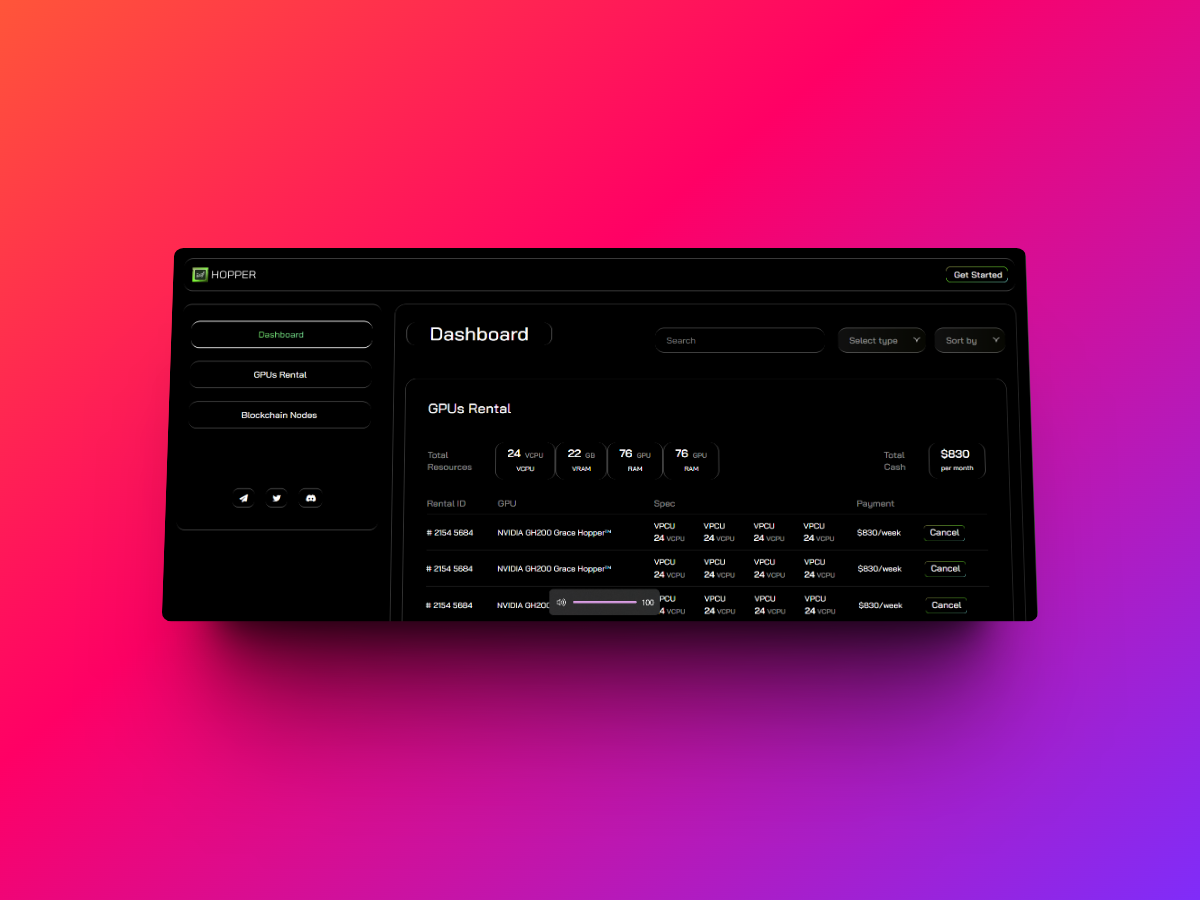 HOPPER
Get Started
Dashboard
GPUs Rental
Blockchain Nodes
Dashboard
Search
Select type
Sort by
GPUs Rental
Total Resources
24 VCPU
VCPU
22 GB
VRAM
76 GPU
RAM
76 GPU
RAM
Total Cash
$830
per month
Rental ID GPU Spec Payment
# 2154 5684 NVIDIA GH200 Grace Hopper™ VPCU VPCU VPCU VPCU $830/week Cancel
24 VCPU 24 VCPU 24 VCPU 24 VCPU
# 2154 5684 NVIDIA GH200 Grace Hopper™ VPCU VPCU VPCU VPCU $830/week Cancel
24 VCPU 24 VCPU 24 VCPU 24 VCPU
# 2154 5684 NVIDIA GH200 PCU VPCU VPCU VPCU $830/week Cancel
4 VCPU 24 VCPU 24 VCPU 24 VCPU
100